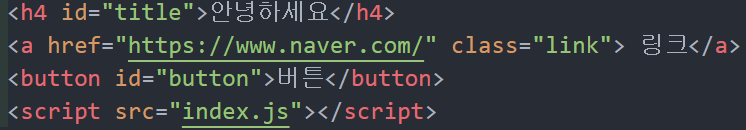 <h4 id="title">안녕하세요</h4>
<a href="https://www.naver.com/" class="link"> 링크</a>
<button id="button">버튼</button>
<script src="index.js"></script>